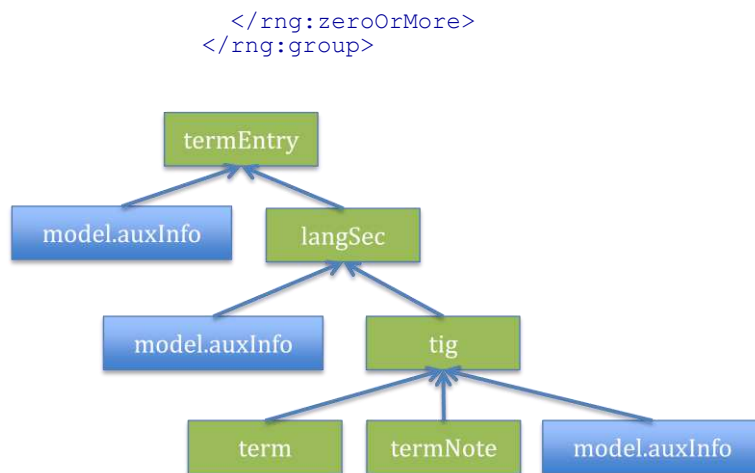 </rng:zeroOrMore>
</rng:group>
termEntry
model.auxInfo
langSec
model.auxInfo
tig
term
termNote
model.auxInfo